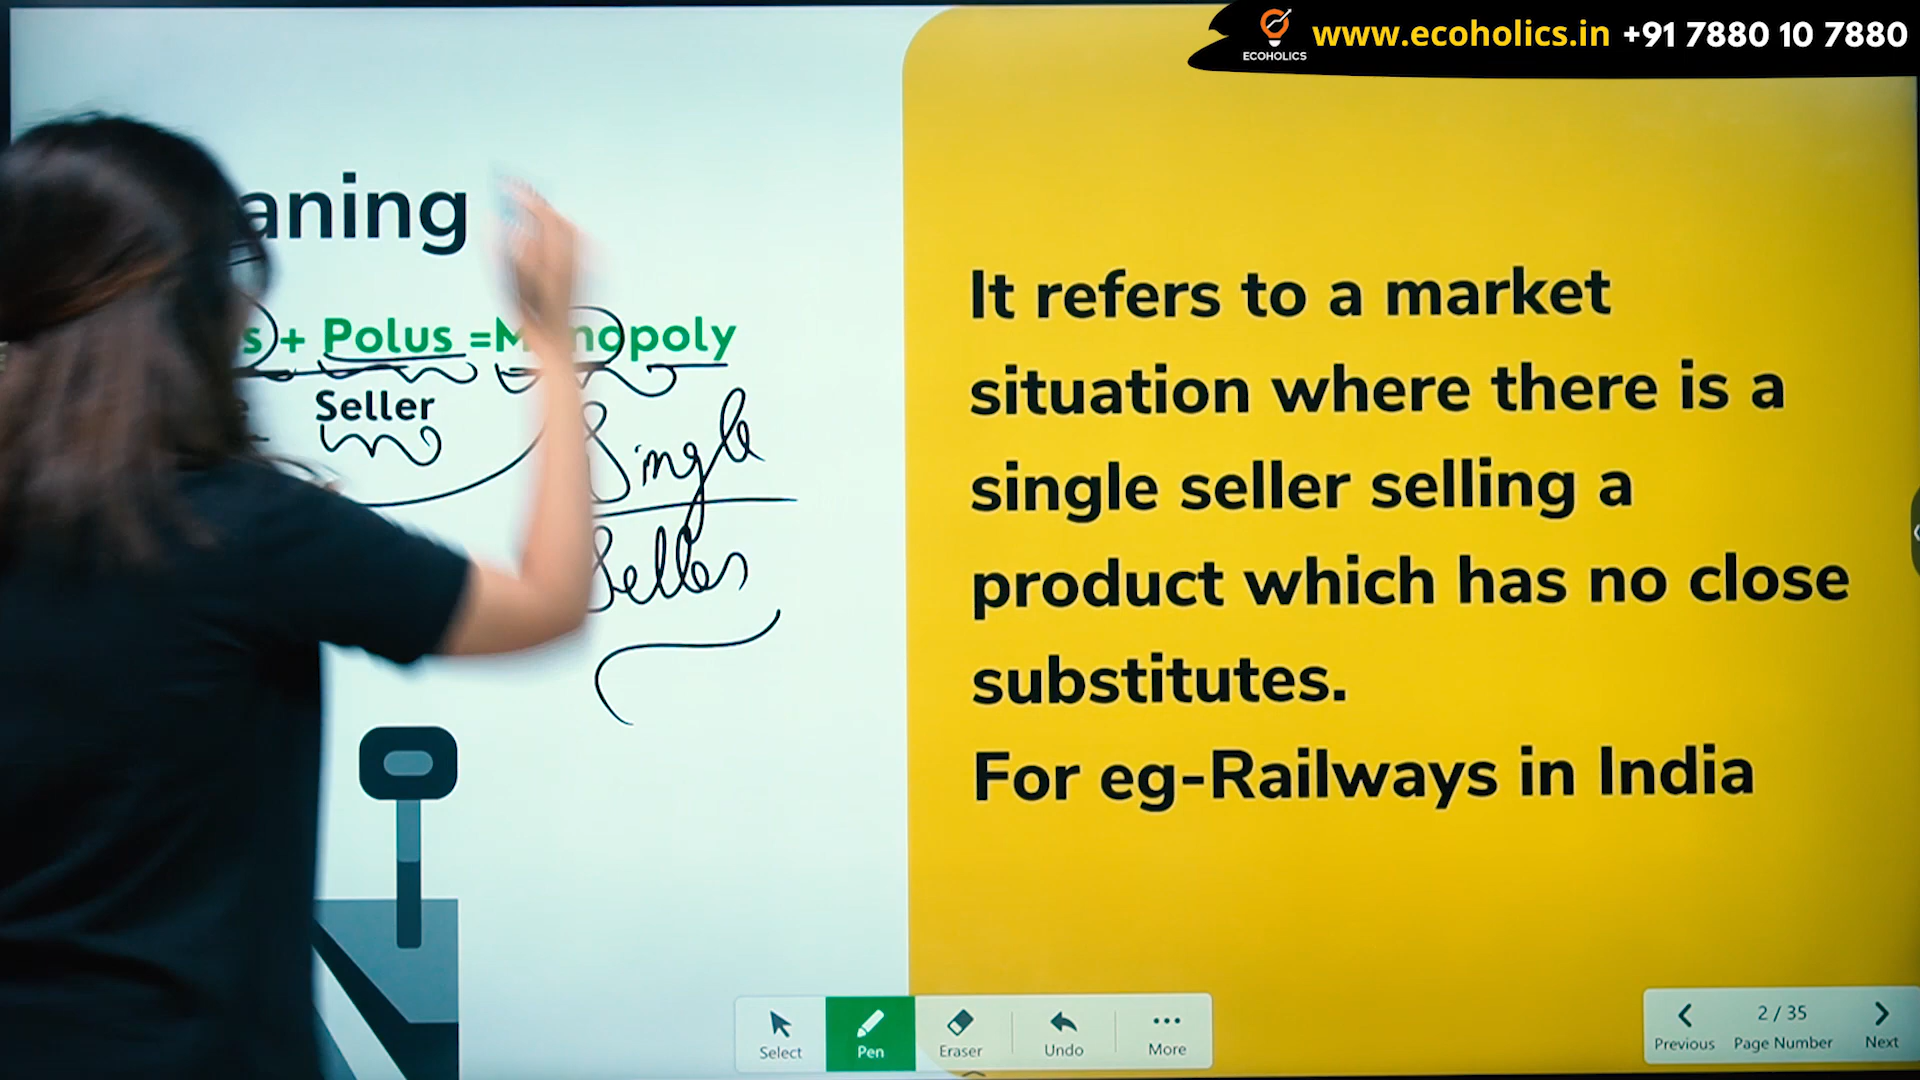 ECOHOLICS
www.ecoholics.in +91 7880 10 7880
aning
s + Polus =Monopoly
Seller
Single
Seller
It refers to a market
situation where there is a
single seller selling a
product which has no close
substitutes.
For eg-Railways in India
Select
Pen
Eraser
Undo
More
2 / 35
Previous
Page Number
Next